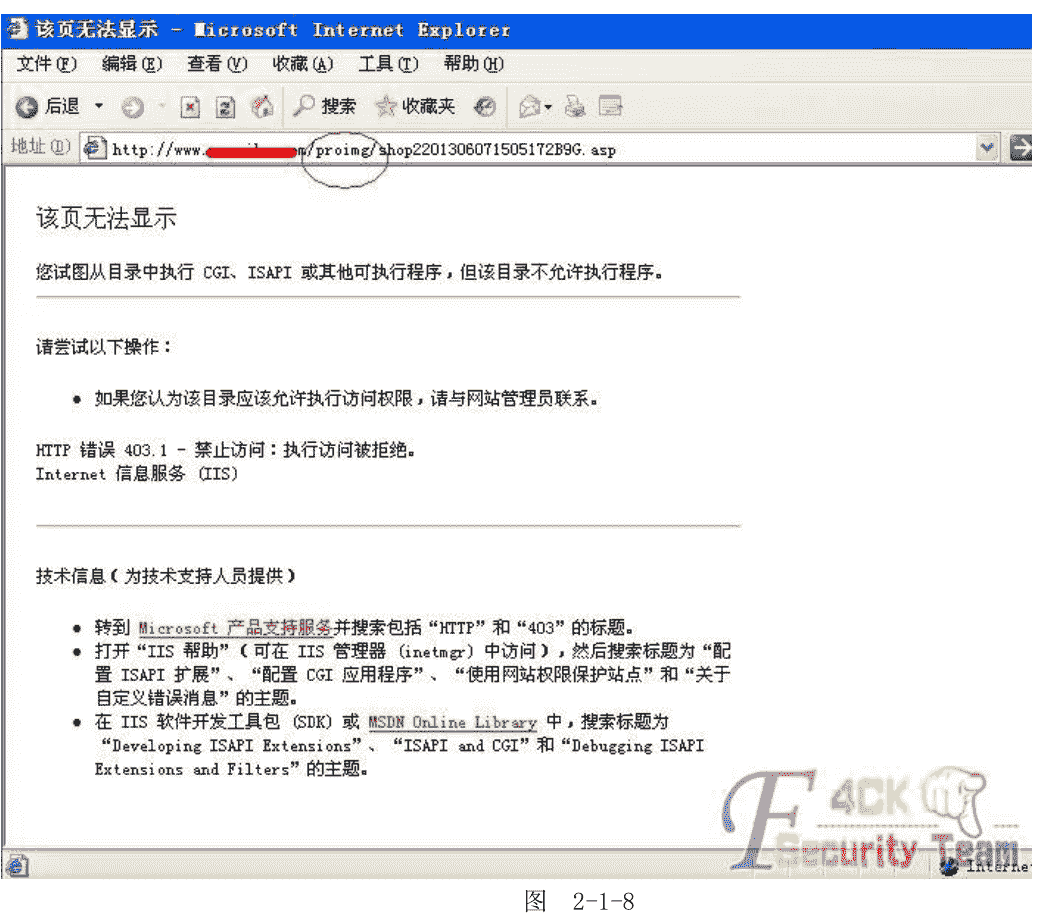 该页无法显示 - Microsoft Internet Explorer
文件(F) 编辑(E) 查看(V) 收藏(A) 工具(T) 帮助(H)
后退 搜索 收藏夹
地址(D) http://www. m/proimg/shop2201306071505172B9G.asp
该页无法显示
您试图从目录中执行 CGI、ISAPI 或其他可执行程序，但该目录不允许执行程序。
请尝试以下操作：
• 如果您认为该目录应该允许执行访问权限，请与网站管理员联系。
HTTP 错误 403.1 - 禁止访问：执行访问被拒绝。
Internet 信息服务 (IIS)
技术信息（为技术支持人员提供）
• 转到 Microsoft 产品支持服务并搜索包括“HTTP”和“403”的标题。
• 打开“IIS 帮助”（可在 IIS 管理器 (inetmgr) 中访问），然后搜索标题为“配
置 ISAPI 扩展”、“配置 CGI 应用程序”、“使用网站权限保护站点”和“关于
自定义错误消息”的主题。
• 在 IIS 软件开发工具包 (SDK) 或 MSDN Online Library 中，搜索标题为
“Developing ISAPI Extensions”、“ISAPI and CGI”和“Debugging ISAPI
Extensions and Filters”的主题。
F4CK
Security Team
Interne
图 2-1-8